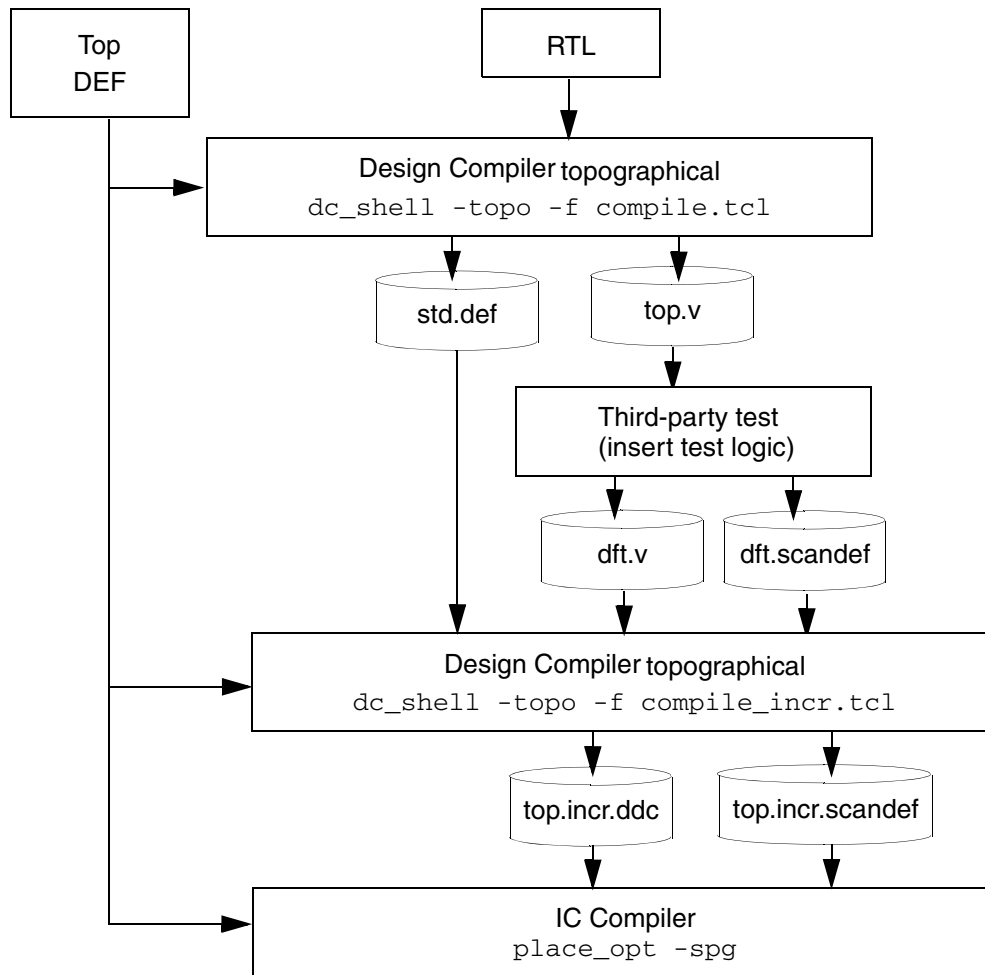 Top
DEF
RTL
Design Compiler topographical
dc_shell -topo -f compile.tcl
std.def
top.v
Third-party test
(insert test logic)
dft.v
dft.scandef
Design Compiler topographical
dc_shell -topo -f compile_incr.tcl
top.incr.ddc
top.incr.scandef
IC Compiler
place_opt -spg